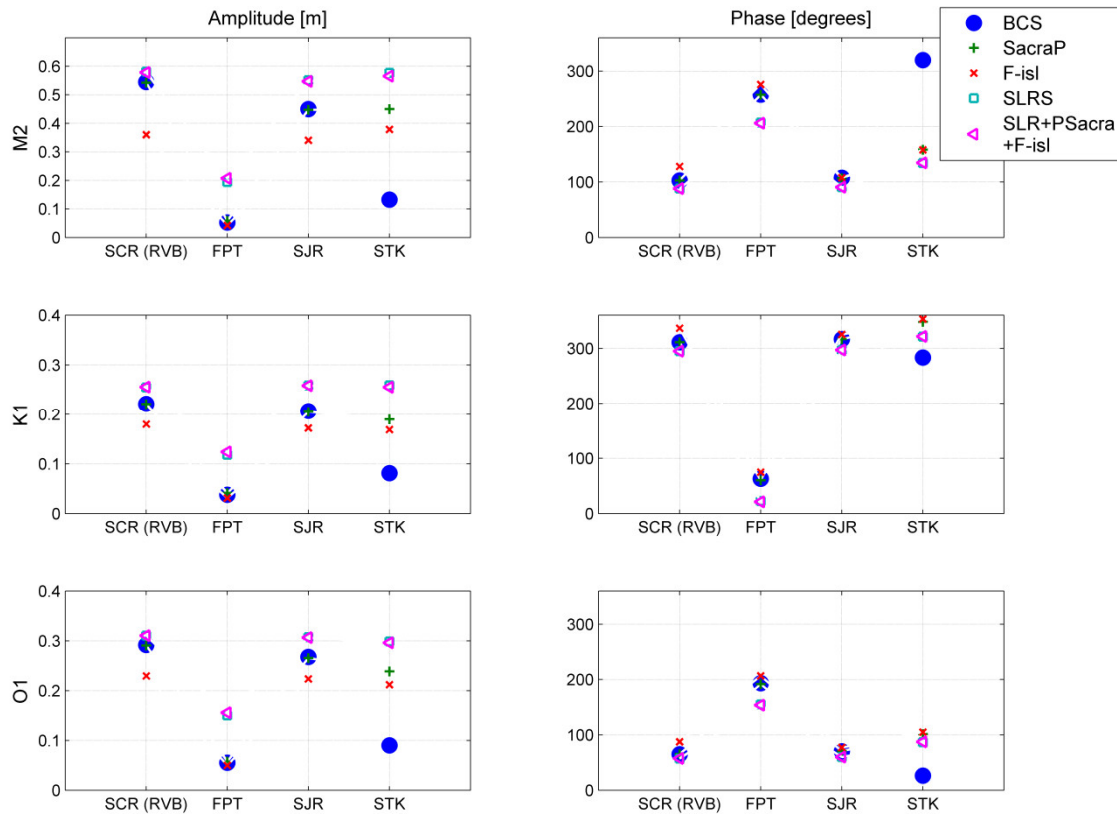 Amplitude [m]
Phase [degrees]
BCS
SacraP
F-isl
SLRS
SLR+PSacra
+F-isl
M2
0.6
0.5
0.4
0.3
0.2
0.1
0
SCR (RVB) FPT SJR STK
300
200
100
0
SCR (RVB) FPT SJR STK
K1
0.4
0.3
0.2
0.1
0
SCR (RVB) FPT SJR STK
300
200
100
0
SCR (RVB) FPT SJR STK
O1
0.4
0.3
0.2
0.1
0
SCR (RVB) FPT SJR STK
300
200
100
0
SCR (RVB) FPT SJR STK